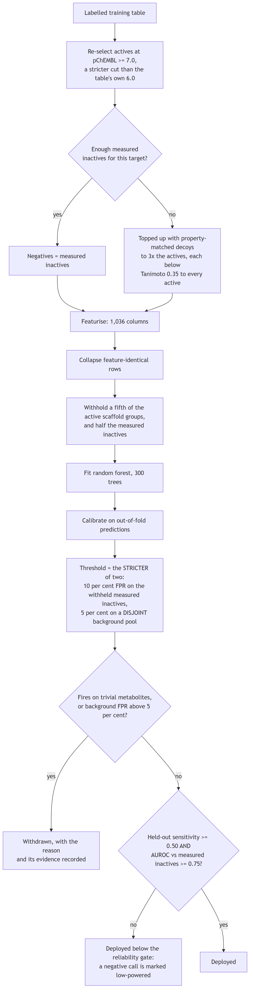 Labelled training table
Re-select actives at
pChEMBL >= 7.0,
a stricter cut than the
table's own 6.0
Enough measured
inactives for this target?
yes
no
Negatives = measured
inactives
Topped up with property-
matched decoys
to 3x the actives, each
below
Tanimoto 0.35 to every
active
Featurise: 1,036 columns
Collapse feature-identical
rows
Withhold a fifth of the
active scaffold groups,
and half the measured
inactives
Fit random forest, 300
trees
Calibrate on out-of-fold
predictions
Threshold = the STRICTER
of two:
10 per cent FPR on the
withheld measured
inactives,
5 per cent on a DISJOINT
background pool
Fires on trivial metabolites,
or background FPR above 5
per cent?
yes
no
Withdrawn, with the
reason
and its evidence recorded
Held-out sensitivity >=
0.50 AND
AUROC vs measured
inactives >= 0.75?
no
yes
Deployed below the
reliability gate:
a negative call is marked
low-powered
Deployed